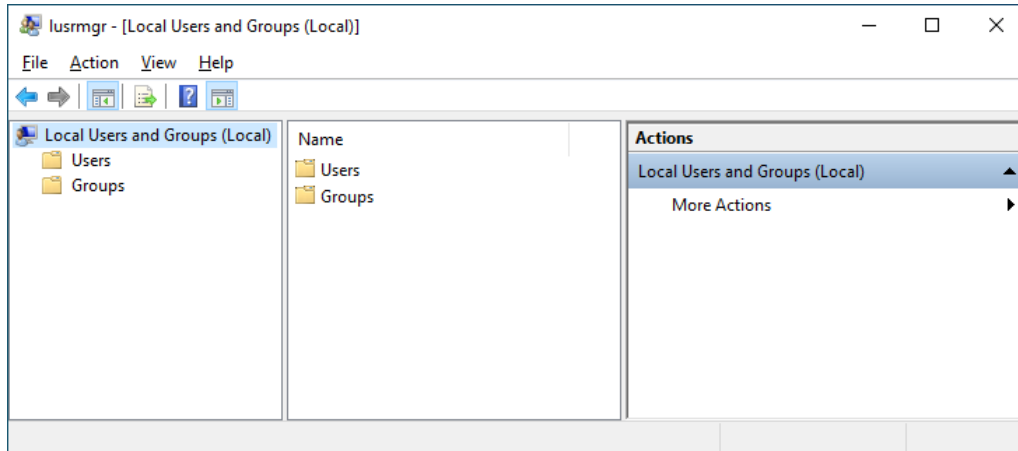 lusrmgr - [Local Users and Groups (Local)]
File Action View Help
Local Users and Groups (Local)
Users
Groups
Name
Users
Groups
Actions
Local Users and Groups (Local)
More Actions